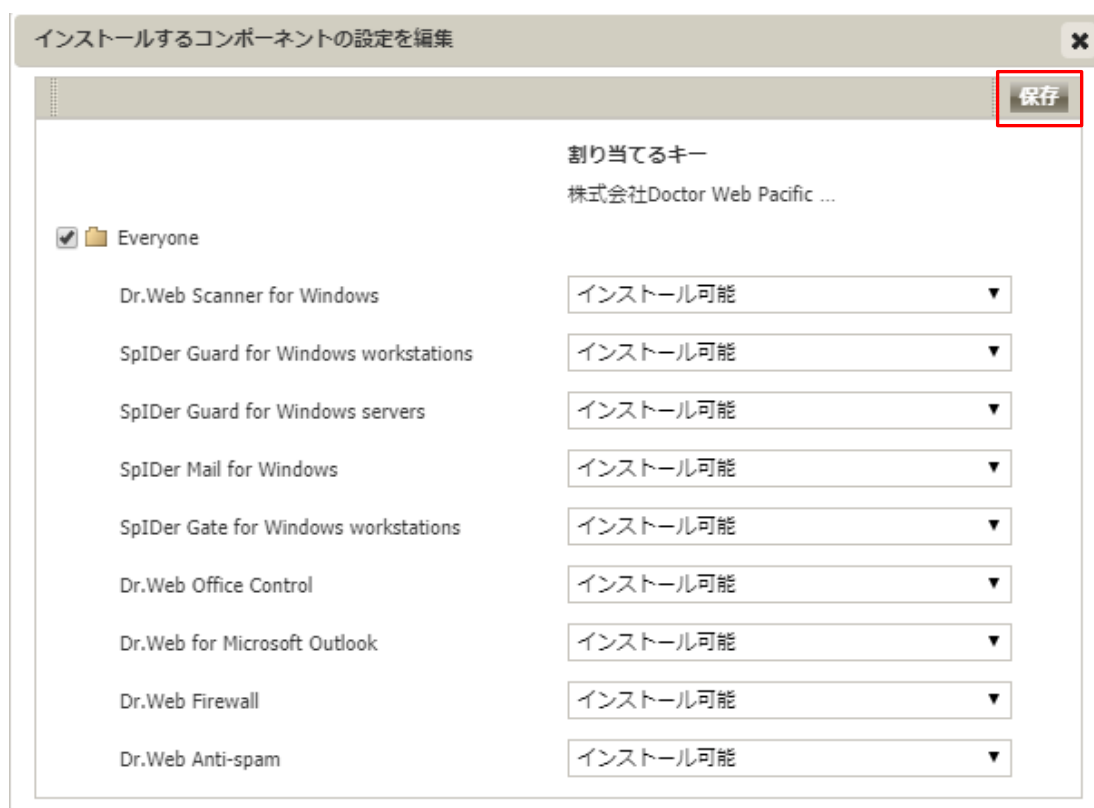 インストールするコンポーネントの設定を編集
保存
割り当てるキー
株式会社Doctor Web Pacific ...
Everyone
Dr.Web Scanner for Windows インストール可能
SpIDer Guard for Windows workstations インストール可能
SpIDer Guard for Windows servers インストール可能
SpIDer Mail for Windows インストール可能
SpIDer Gate for Windows workstations インストール可能
Dr.Web Office Control インストール可能
Dr.Web for Microsoft Outlook インストール可能
Dr.Web Firewall インストール可能
Dr.Web Anti-spam インストール可能